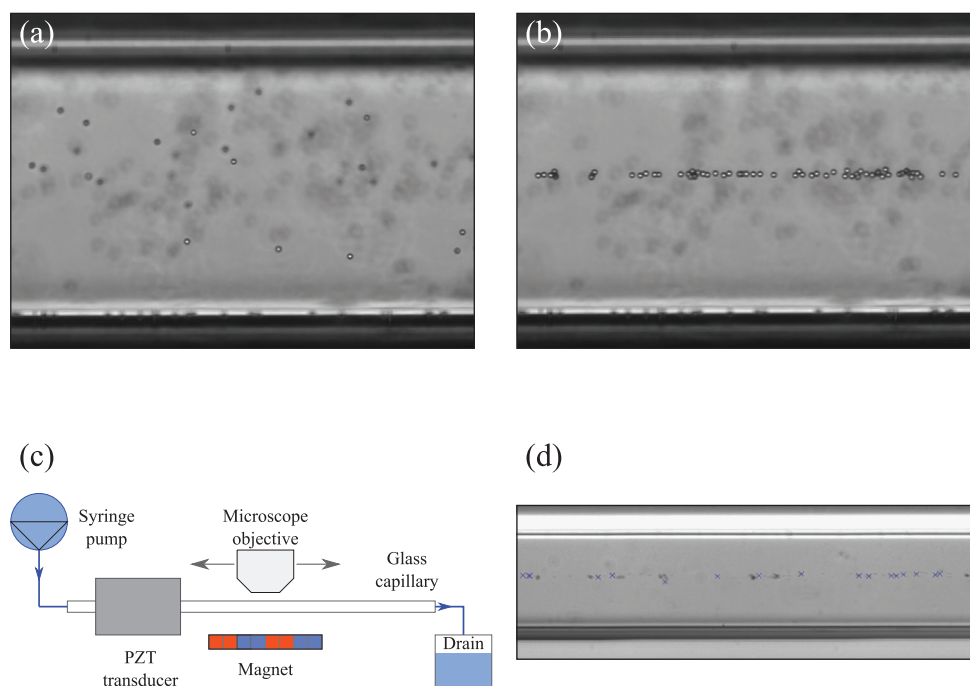 (a)
(b)
(c)
(d)
Syringe
pump
Microscope
objective
Glass
capillary
PZT
transducer
Magnet
Drain